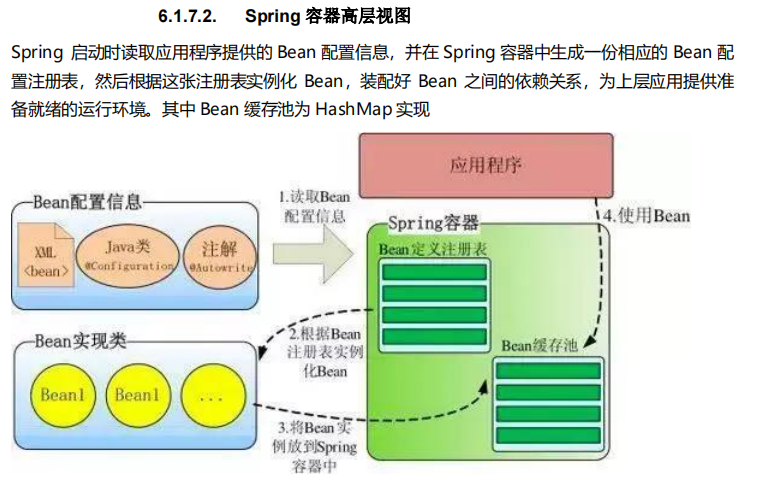 6.1.7.2. Spring 容器高层视图
Spring 启动时读取应用程序提供的 Bean 配置信息，并在 Spring 容器中生成一份相应的 Bean 配
置注册表，然后根据这张注册表实例化 Bean，装配好 Bean 之间的依赖关系，为上层应用提供准
备就绪的运行环境。其中 Bean 缓存池为 HashMap 实现
应用程序
Bean配置信息
XML
<bean>
Java类
@Configuration
注解
@Autowrite
1.读取Bean
配置信息
Spring容器
4.使用Bean
Bean定义注册表
2.根据Bean
注册表实例
化Bean
Bean实现类
Bean1
Bean1
...
Bean缓存池
3.将Bean实
例放到Spring
容器中